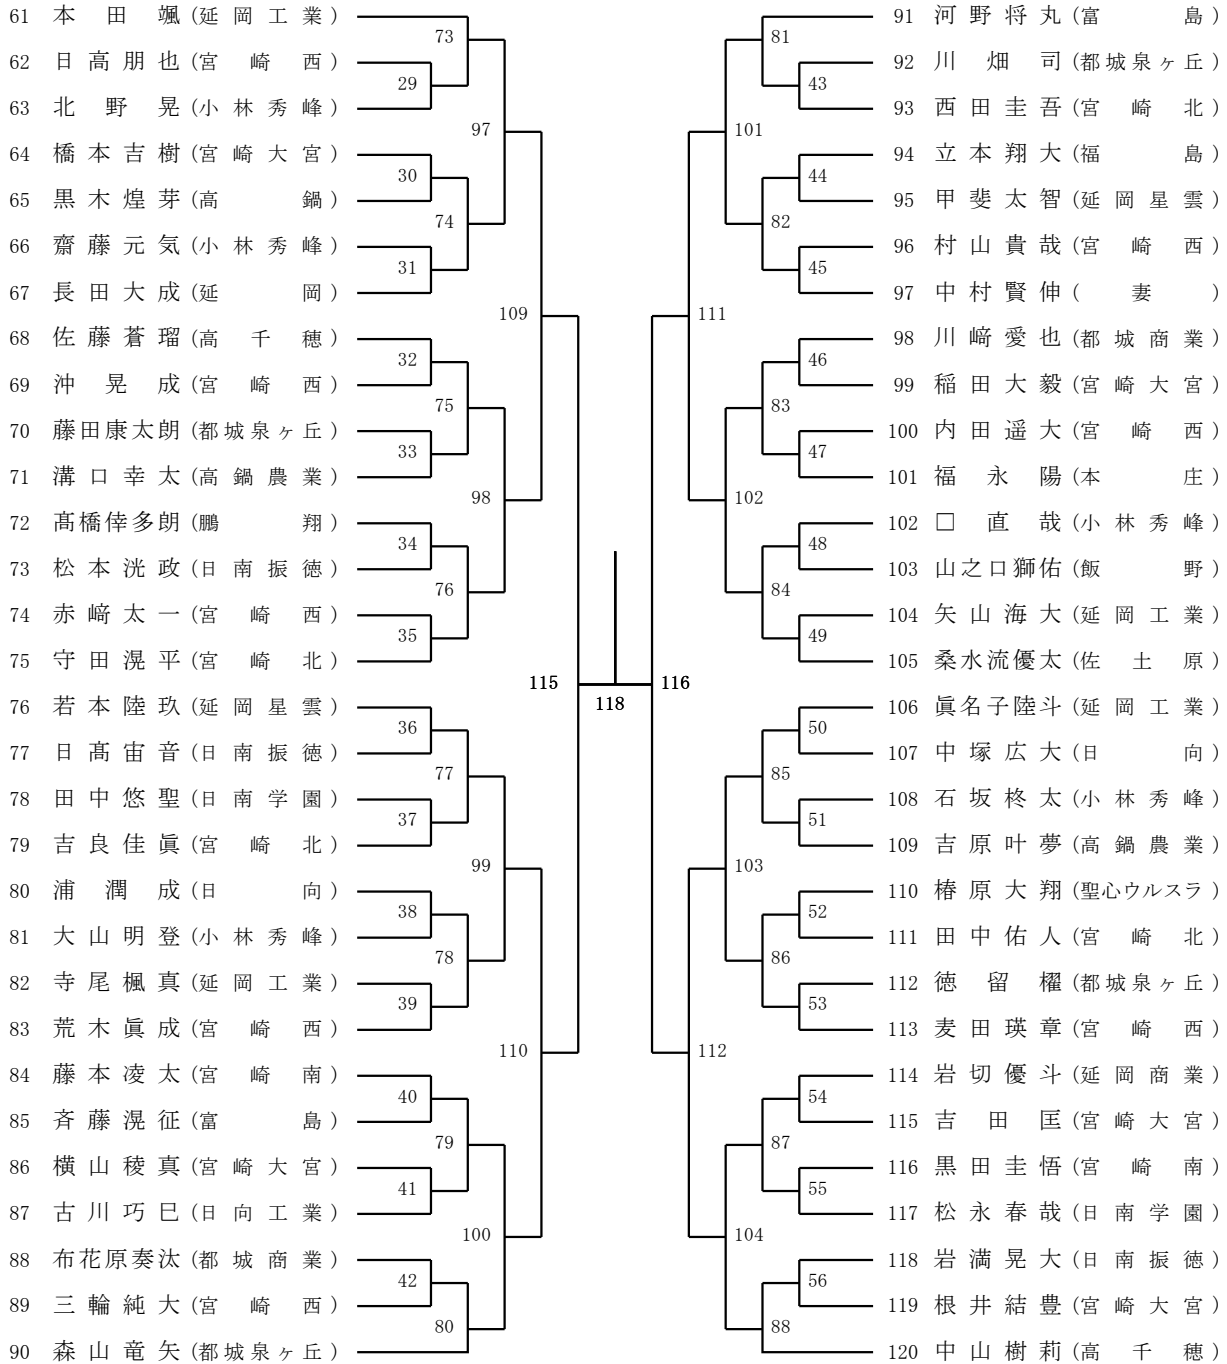 61 本田颯(延岡工業)
62 日高朋也(宮崎西)
63 北野晃(小林秀峰)
64 橋本吉樹(宮崎大宮)
65 黒木煌芽(高鍋)
66 齋藤元気(小林秀峰)
67 長田大成(延岡)
68 佐藤蒼瑠(高千穂)
69 沖晃成(宮崎西)
70 藤田康太朗(都城泉ヶ丘)
71 溝口幸太(高鍋農業)
72 髙橋倖多朗(鵬翔)
73 松本洸政(日南振徳)
74 赤﨑太一(宮崎西)
75 守田滉平(宮崎北)
76 若本陸玖(延岡星雲)
77 日髙宙音(日南振徳)
78 田中悠聖(日南学園)
79 吉良佳眞(宮崎北)
80 浦潤成(日向)
81 大山明登(小林秀峰)
82 寺尾楓真(延岡工業)
83 荒木眞成(宮崎西)
84 藤本凌太(宮崎南)
85 斉藤滉征(富島)
86 横山稜真(宮崎大宮)
87 古川巧巳(日向工業)
88 布花原奏汰(都城商業)
89 三輪純大(宮崎西)
90 森山竜矢(都城泉ヶ丘)
73
29
97
30
74
31
109
32
75
33
98
34
76
35
115
36
77
37
99
38
78
39
110
40
79
41
100
42
80
118
116
81
43
101
44
82
45
111
46
83
47
102
48
84
49
50
85
51
103
52
86
53
112
54
87
55
104
56
88
91 河野将丸(富島)
92 川畑司(都城泉ヶ丘)
93 西田圭吾(宮崎北)
94 立本翔大(福島)
95 甲斐太智(延岡星雲)
96 村山貴哉(宮崎西)
97 中村賢伸(妻)
98 川﨑愛也(都城商業)
99 稲田大毅(宮崎大宮)
100 内田遥大(宮崎西)
101 福永陽(本庄)
102 □直哉(小林秀峰)
103 山之口獅佑(飯野)
104 矢山海大(延岡工業)
105 桑水流優太(佐土原)
106 眞名子陸斗(延岡工業)
107 中塚広大(日向)
108 石坂柊太(小林秀峰)
109 吉原叶夢(高鍋農業)
110 椿原大翔(聖心ウルスラ)
111 田中佑人(宮崎北)
112 徳留櫂(都城泉ヶ丘)
113 麦田瑛章(宮崎西)
114 岩切優斗(延岡商業)
115 吉田匡(宮崎大宮)
116 黒田圭悟(宮崎南)
117 松永春哉(日南学園)
118 岩満晃大(日南振徳)
119 根井結豊(宮崎大宮)
120 中山樹莉(高千穂)